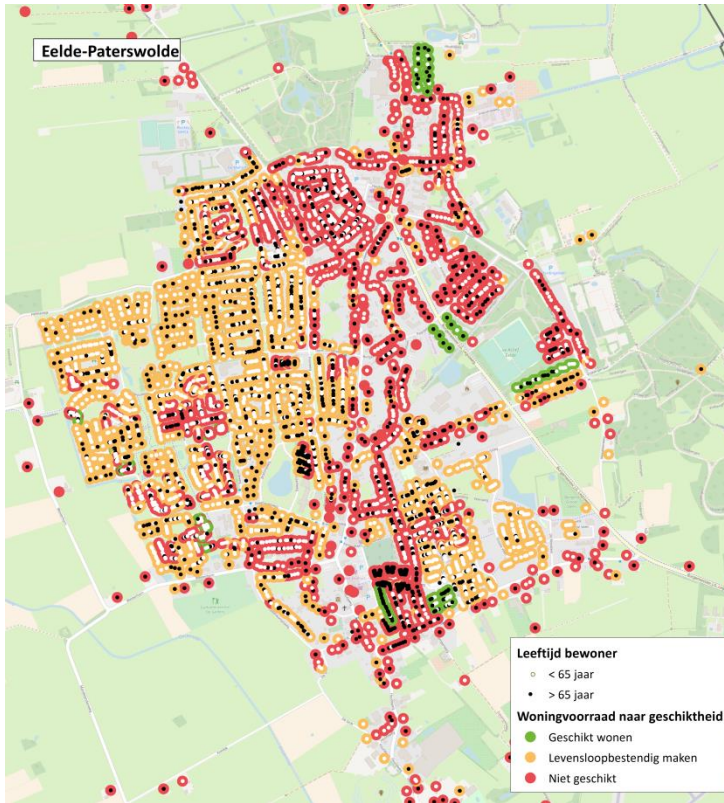 Eelde-Paterswolde
Leeftijd bewoner
< 65 jaar
> 65 jaar
Woningvoorraad naar geschiktheid
Geschikt wonen
Levensloopbestendig maken
Niet geschikt